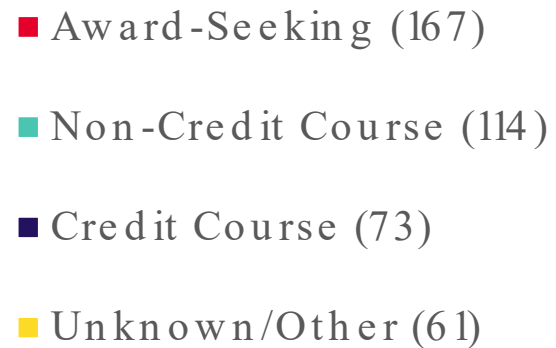 Award-Seeking (167)
Non-Credit Course (114)
Credit Course (73)
Unknown/Other (61)